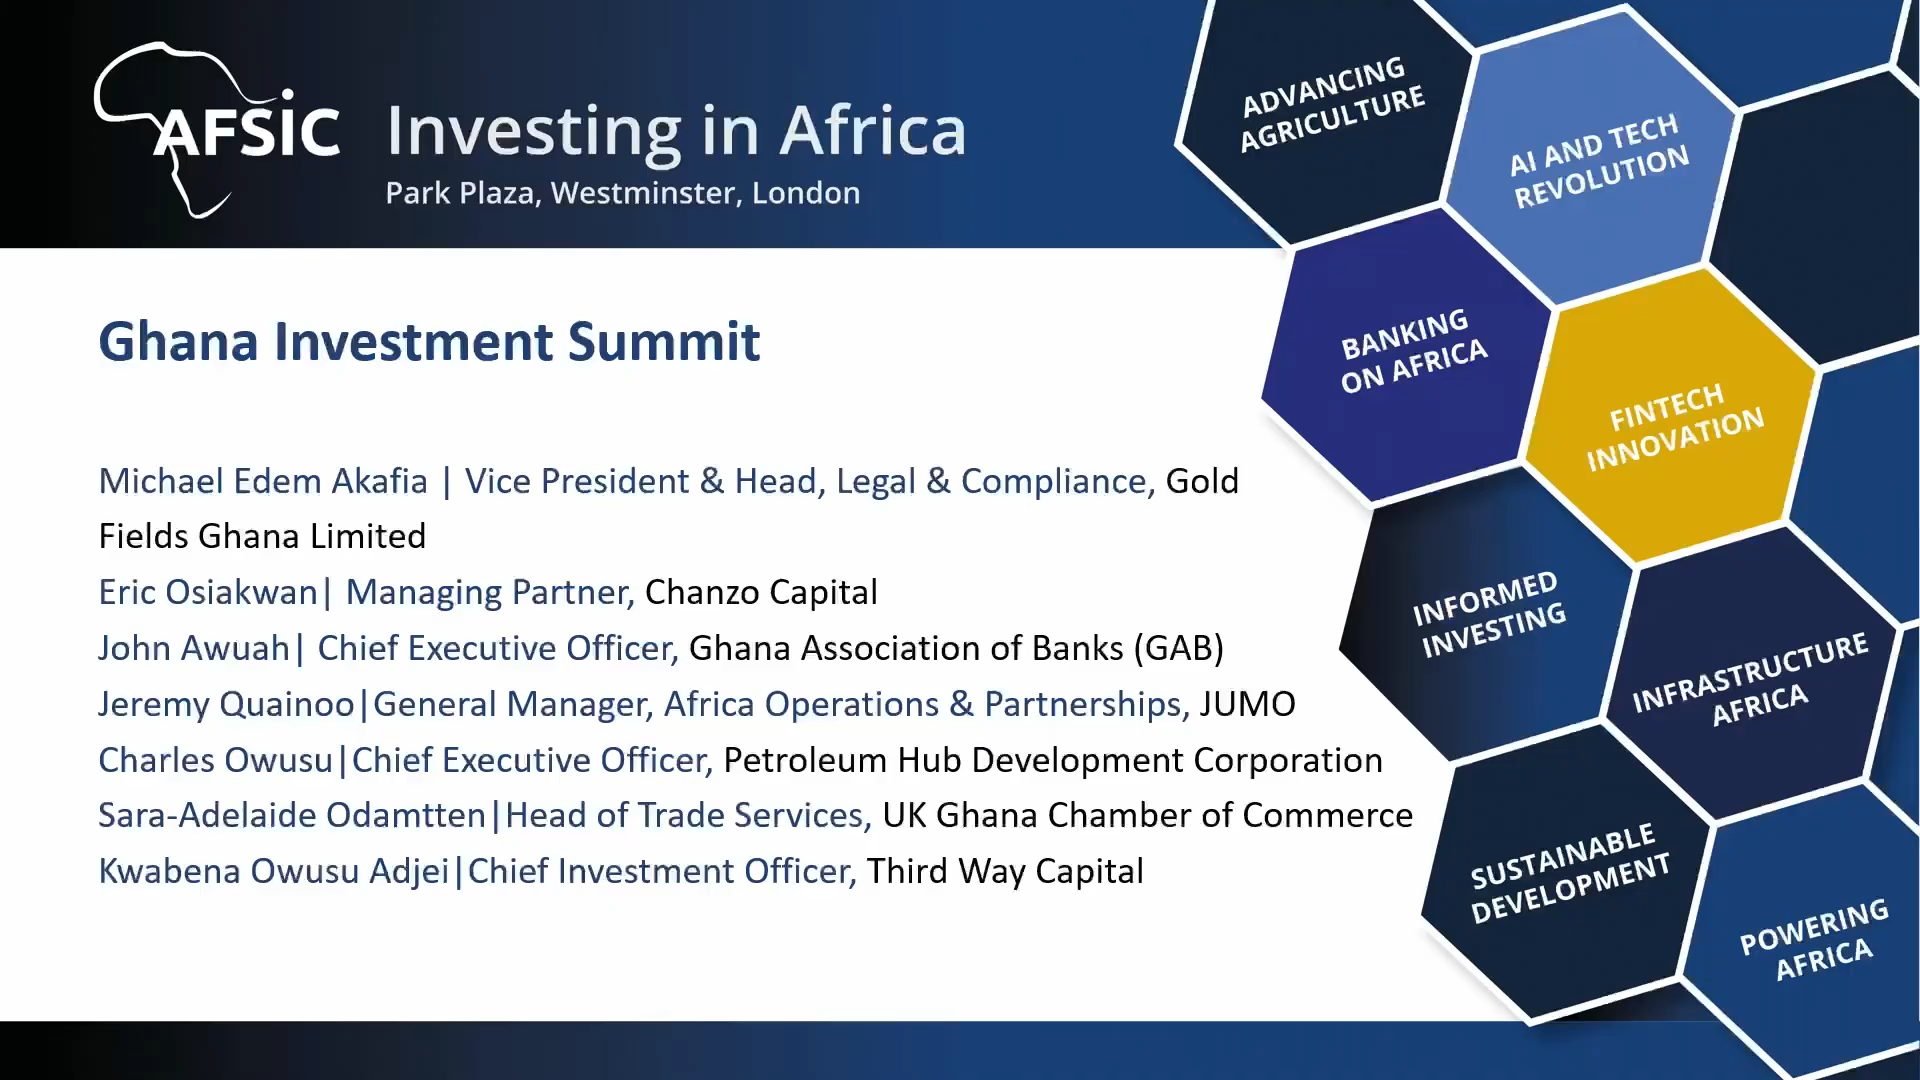 AFSIC
Investing in Africa
Park Plaza, Westminster, London
Ghana Investment Summit
Michael Edem Akafia | Vice President & Head, Legal & Compliance, Gold
Fields Ghana Limited
Eric Osiakwan| Managing Partner, Chanzo Capital
John Awuah| Chief Executive Officer, Ghana Association of Banks (GAB)
Jeremy Quainoo|General Manager, Africa Operations & Partnerships, JUMO
Charles Owusu|Chief Executive Officer, Petroleum Hub Development Corporation
Sara-Adelaide Odamtten|Head of Trade Services, UK Ghana Chamber of Commerce
Kwabena Owusu Adjei|Chief Investment Officer, Third Way Capital
ADVANCING
AGRICULTURE
AI AND TECH
REVOLUTION
BANKING
ON AFRICA
FINTECH
INNOVATION
INFORMED
INVESTING
INFRASTRUCTURE
AFRICA
SUSTAINABLE
DEVELOPMENT
POWERING
AFRICA